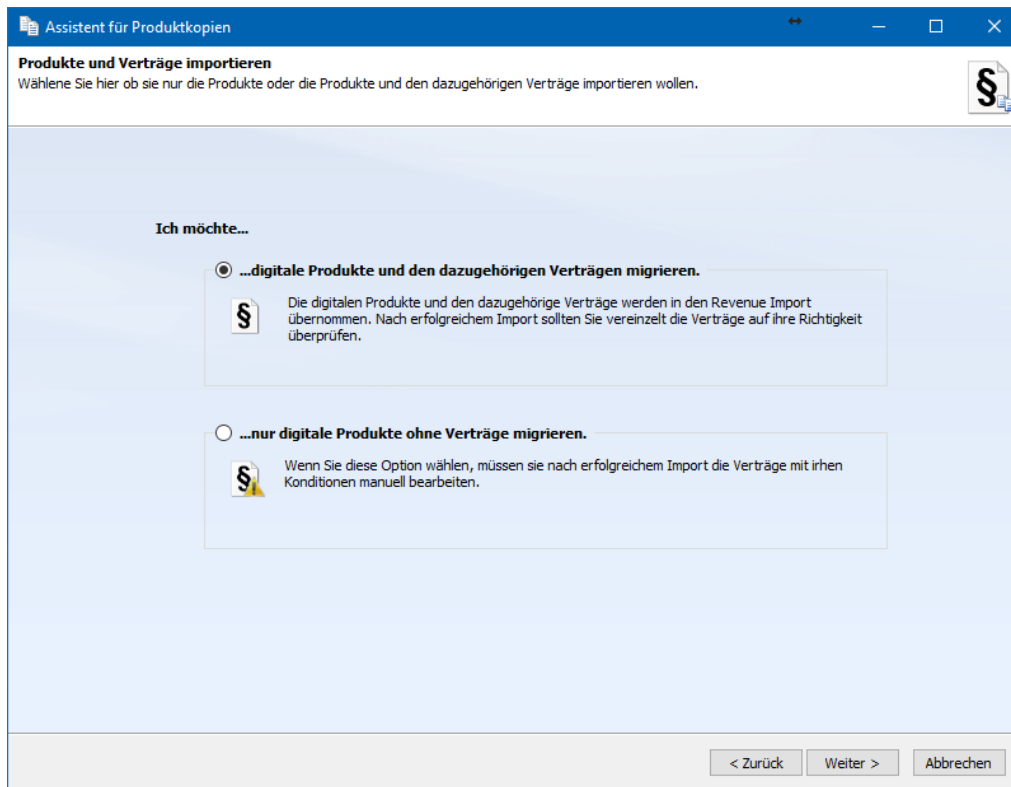 Assistent für Produktkopien
Produkte und Verträge importieren
Wählene Sie hier ob sie nur die Produkte oder die Produkte und den dazugehörigen Verträge importieren wollen.
§
Ich möchte...
...digitale Produkte und den dazugehörigen Verträgen migrieren.
§
Die digitalen Produkte und den dazugehörige Verträge werden in den Revenue Import
übernommen. Nach erfolgreichem Import sollten Sie vereinzelt die Verträge auf ihre Richtigkeit
überprüfen.
...nur digitale Produkte ohne Verträge migrieren.
§
Wenn Sie diese Option wählen, müssen sie nach erfolgreichem Import die Verträge mit irhen
Konditionen manuell bearbeiten.
< Zurück
Weiter >
Abbrechen